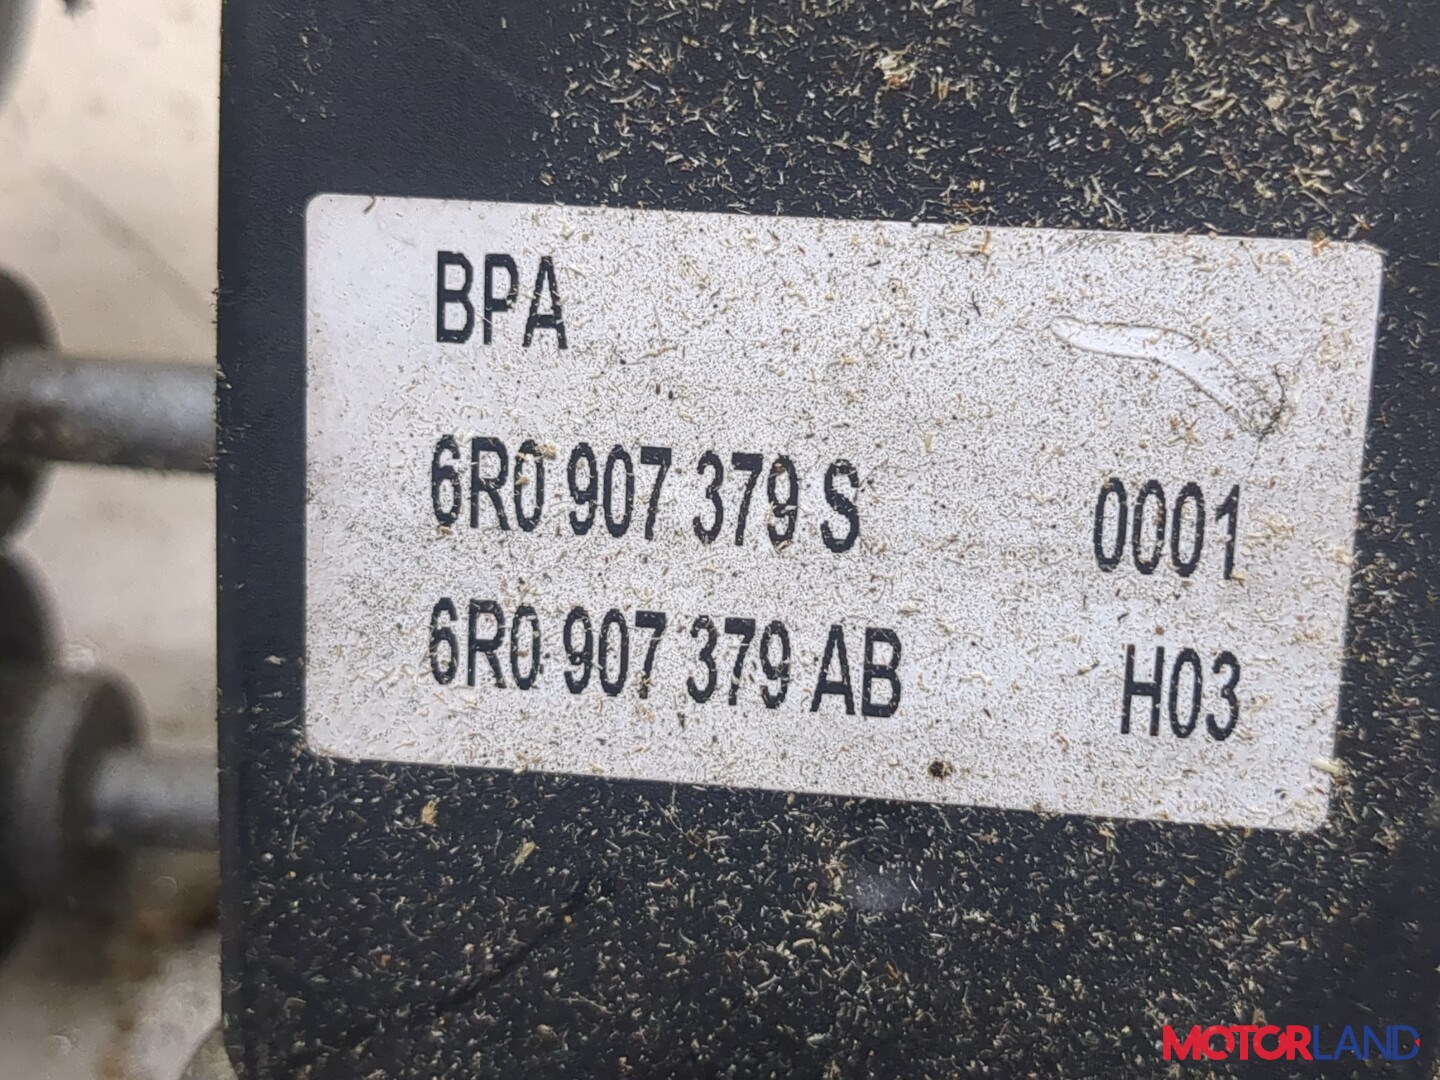 BPA
6R0 907 379 S 0001
6R0 907 379 AB H03
MOTORLAND